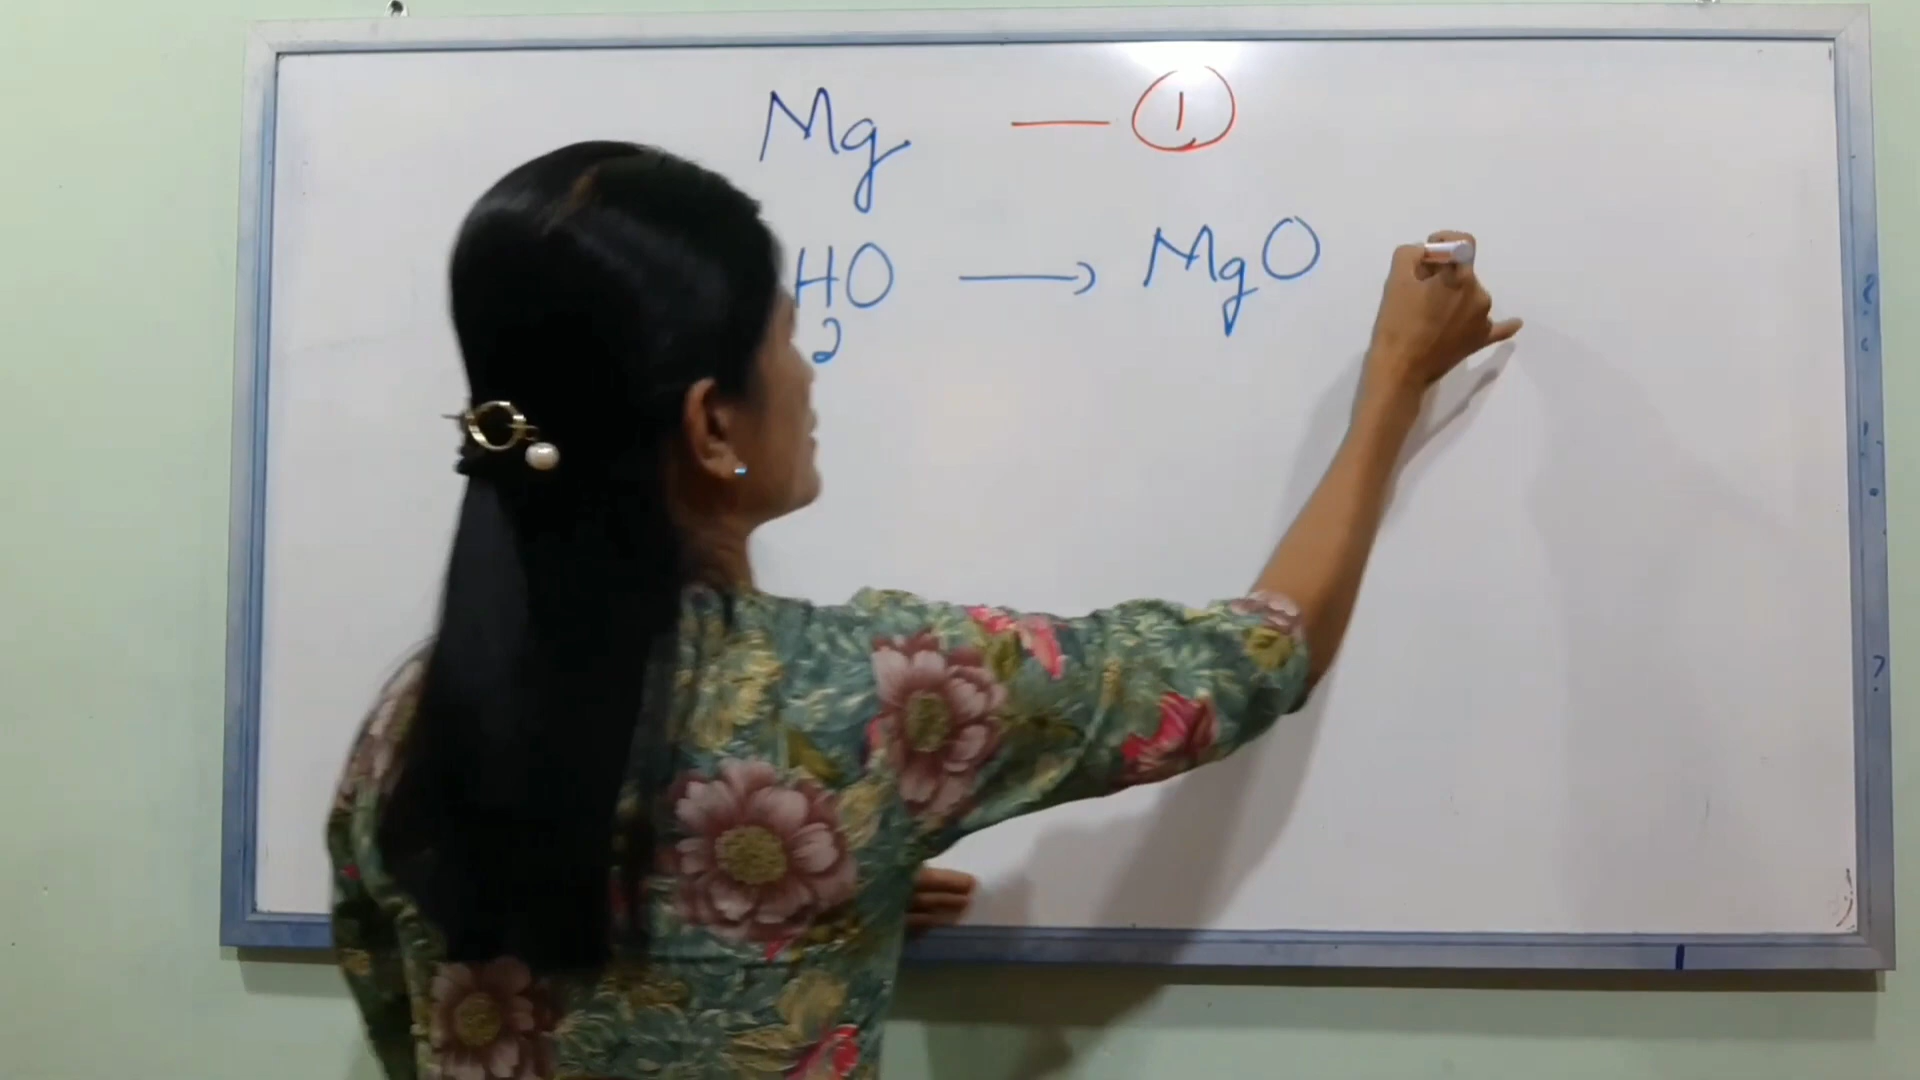 Mg — ①
H₂O → MgO